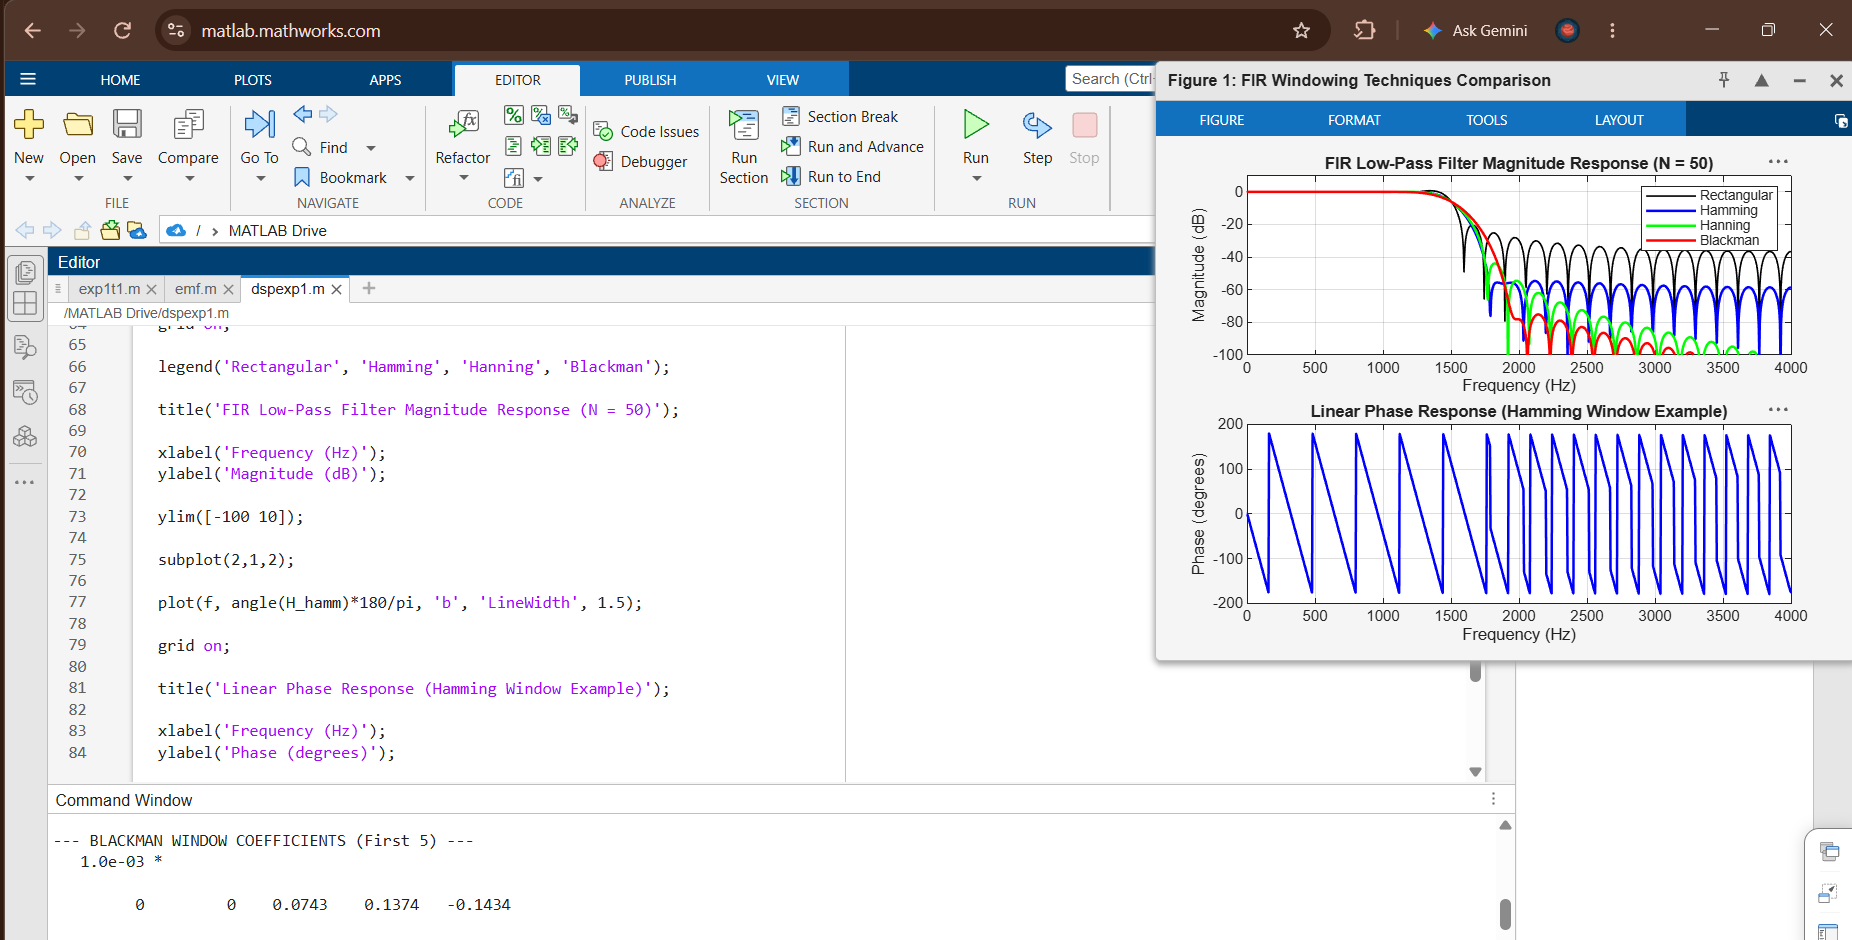 matlab.mathworks.com
Ask Gemini
HOME
PLOTS
APPS
EDITOR
PUBLISH
VIEW
Search (Ctrl
New
Open
Save
Compare
FILE
Go To
Find
Bookmark
NAVIGATE
Refactor
CODE
Code Issues
Debugger
ANALYZE
Run Section
Section Break
Run and Advance
Run to End
SECTION
Run
Step
Stop
RUN
/ › MATLAB Drive
Editor
exp1t1.m
emf.m
dspexp1.m
/MATLAB Drive/dspexp1.m
64 grid on;
65
66 legend('Rectangular', 'Hamming', 'Hanning', 'Blackman');
67
68 title('FIR Low-Pass Filter Magnitude Response (N = 50)');
69
70 xlabel('Frequency (Hz)');
71 ylabel('Magnitude (dB)');
72
73 ylim([-100 10]);
74
75 subplot(2,1,2);
76
77 plot(f, angle(H_hamm)*180/pi, 'b', 'LineWidth', 1.5);
78
79 grid on;
80
81 title('Linear Phase Response (Hamming Window Example)');
82
83 xlabel('Frequency (Hz)');
84 ylabel('Phase (degrees)');
Command Window
--- BLACKMAN WINDOW COEFFICIENTS (First 5) ---
1.0e-03 *
0 0 0.0743 0.1374 -0.1434
Figure 1: FIR Windowing Techniques Comparison
FIGURE
FORMAT
TOOLS
LAYOUT
FIR Low-Pass Filter Magnitude Response (N = 50)
Magnitude (dB)
0
-20
-40
-60
-80
-100
Rectangular
Hamming
Hanning
Blackman
0 500 1000 1500 2000 2500 3000 3500 4000
Frequency (Hz)
Linear Phase Response (Hamming Window Example)
Phase (degrees)
200
100
0
-100
-200
0 500 1000 1500 2000 2500 3000 3500 4000
Frequency (Hz)